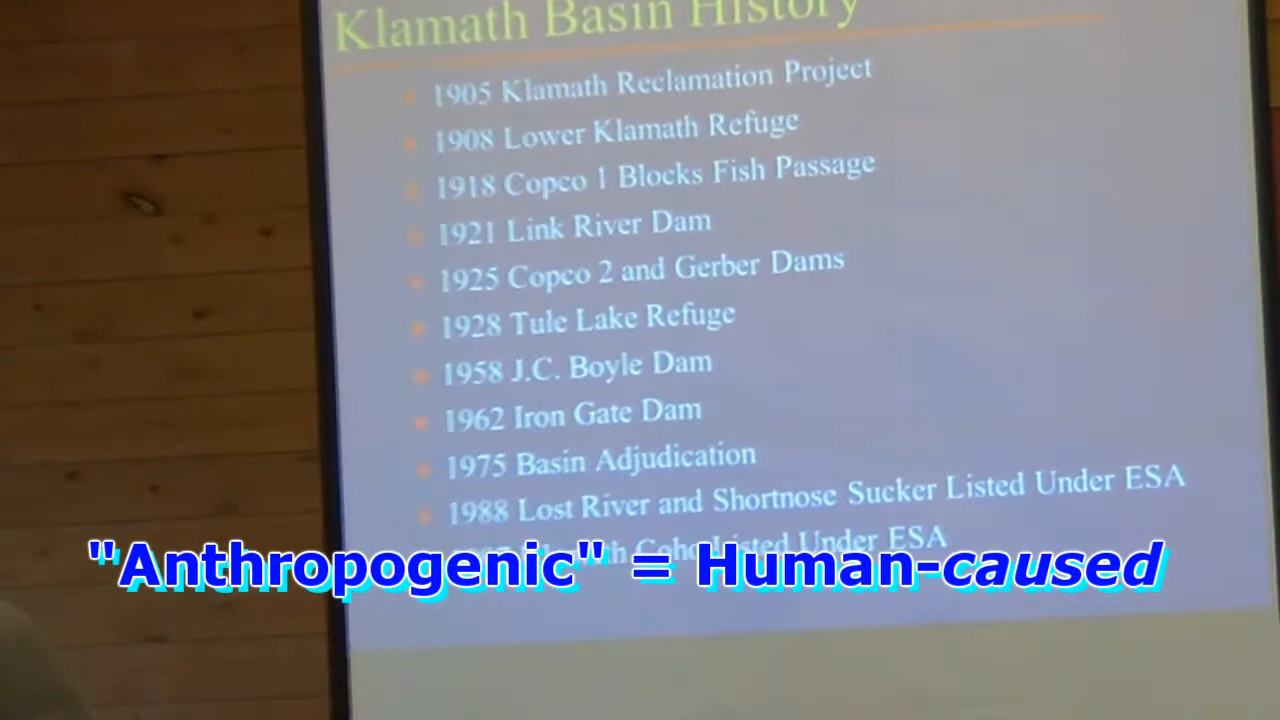 Klamath Basin History
1905 Klamath Reclamation Project
1908 Lower Klamath Refuge
1918 Copco 1 Blocks Fish Passage
1921 Link River Dam
1925 Copco 2 and Gerber Dams
1928 Tule Lake Refuge
1958 J.C. Boyle Dam
1962 Iron Gate Dam
1975 Basin Adjudication
1988 Lost River and Shortnose Sucker Listed Under ESA
Coho Listed Under ESA
"Anthropogenic" = Human-caused